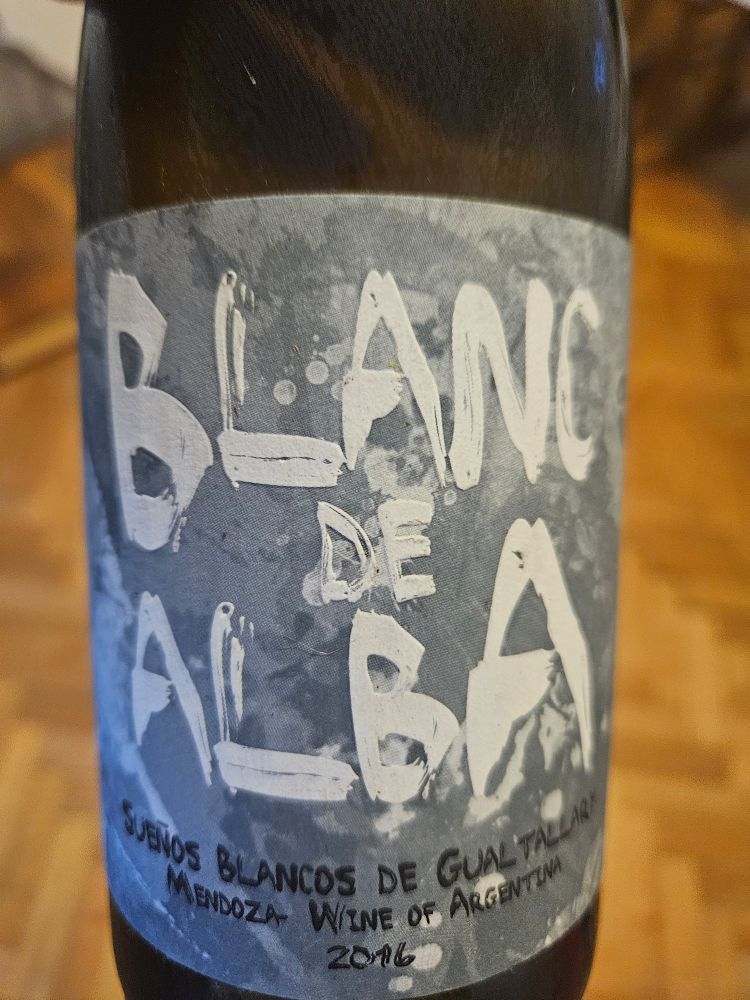 BLANC
DE
ALBA
SUEÑOS BLANCOS DE GUALTALLARY
MENDOZA - WINE OF ARGENTINA
2016